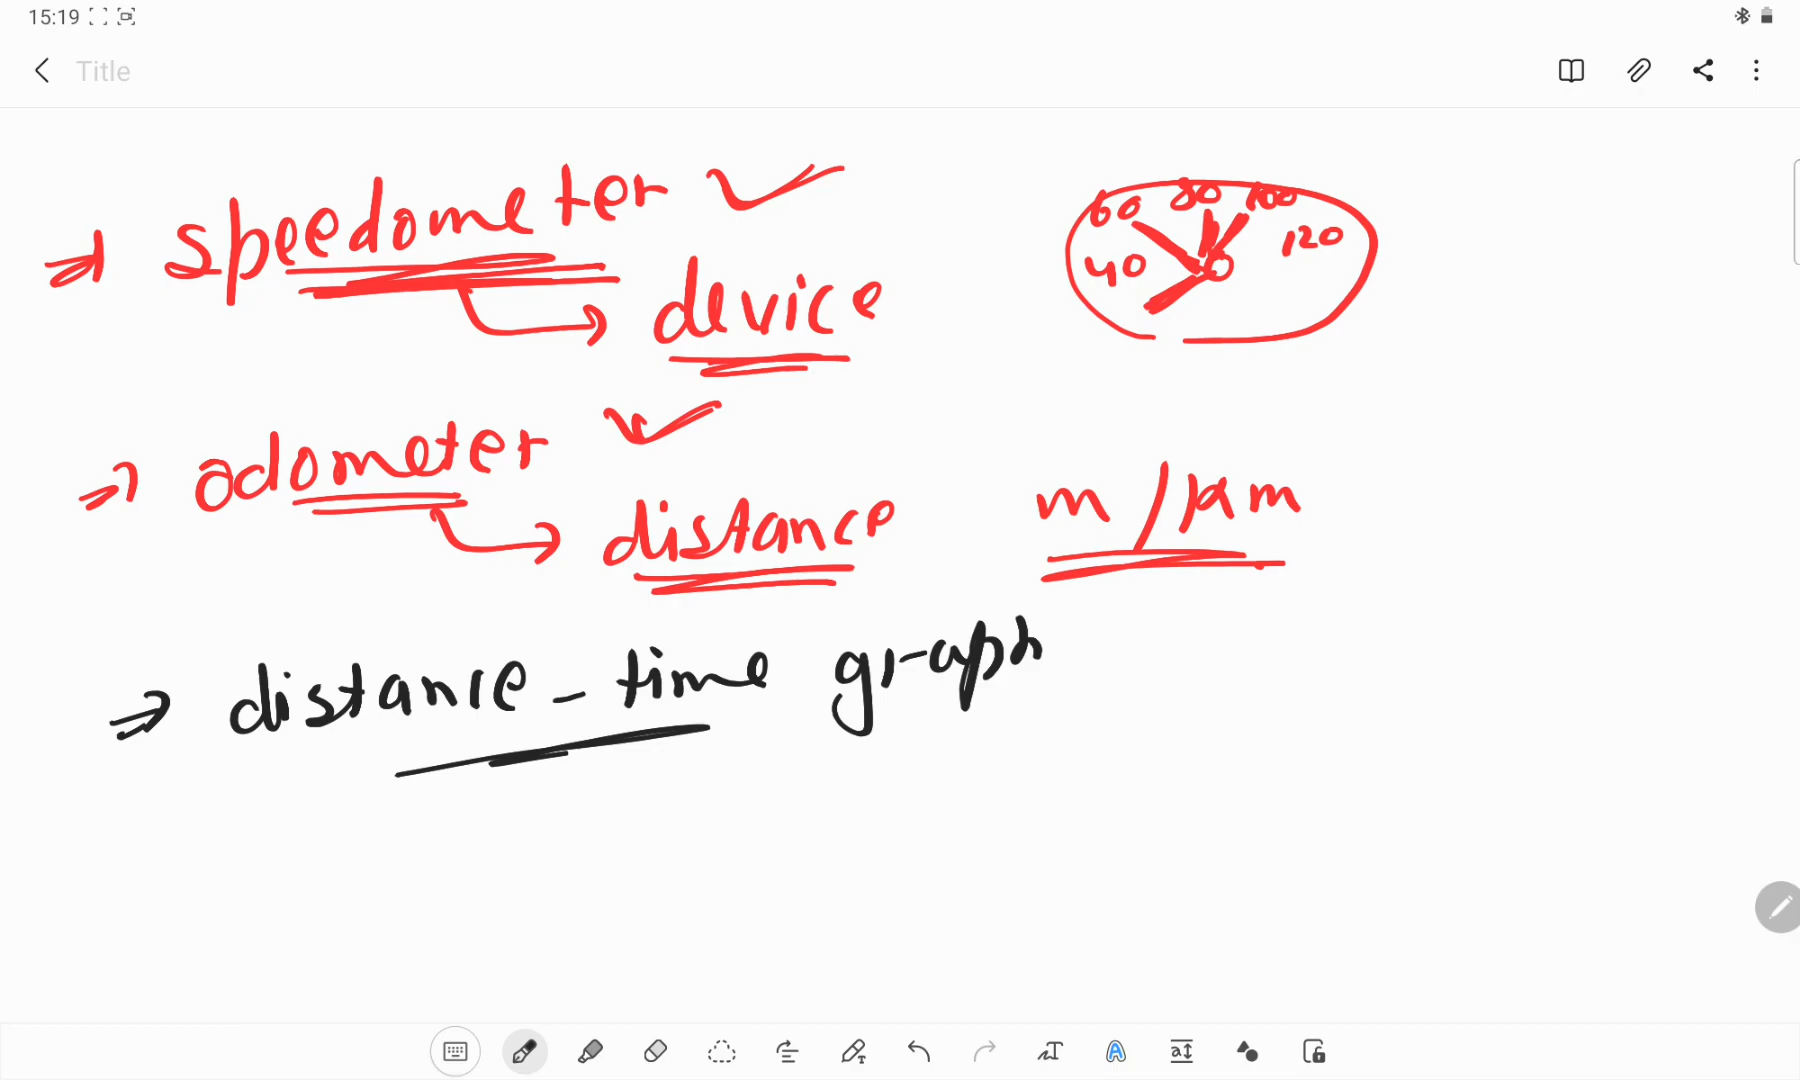 15:19
Title
⇒ speedometer ✓
60 80 100
40 120
→ device
⇒ odometer ✓
→ distance m/km
⇒ distance - time graph